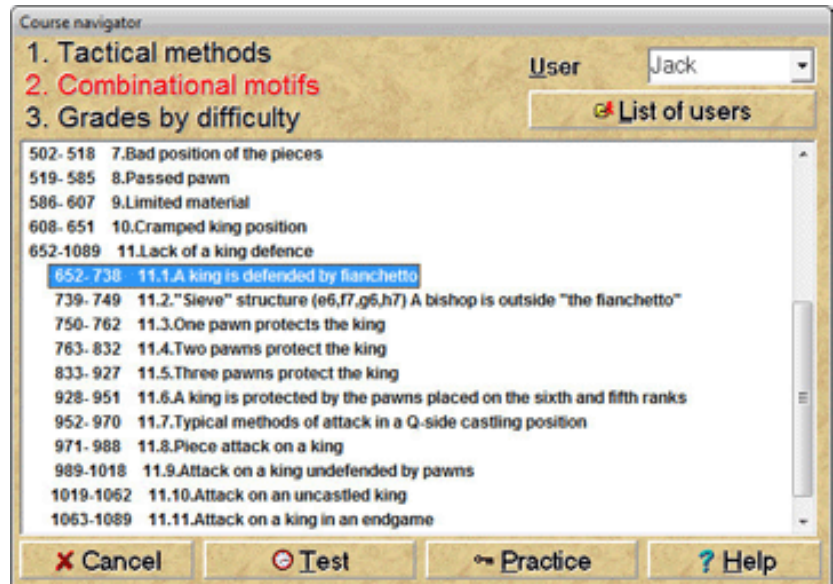 Course navigator
1. Tactical methods
2. Combinational motifs
3. Grades by difficulty
User Jack
List of users
502- 518 7.Bad position of the pieces
519- 585 8.Passed pawn
586- 607 9.Limited material
608- 651 10.Cramped king position
652-1089 11.Lack of a king defence
652- 738 11.1.A king is defended by fianchetto
739- 749 11.2."Sieve" structure (e6,f7,g6,h7) A bishop is outside "the fianchetto"
750- 762 11.3.One pawn protects the king
763- 832 11.4.Two pawns protect the king
833- 927 11.5.Three pawns protect the king
928- 951 11.6.A king is protected by the pawns placed on the sixth and fifth ranks
952- 970 11.7.Typical methods of attack in a Q-side castling position
971- 988 11.8.Piece attack on a king
989-1018 11.9.Attack on a king undefended by pawns
1019-1062 11.10.Attack on an uncastled king
1063-1089 11.11.Attack on a king in an endgame
Cancel Test Practice ? Help